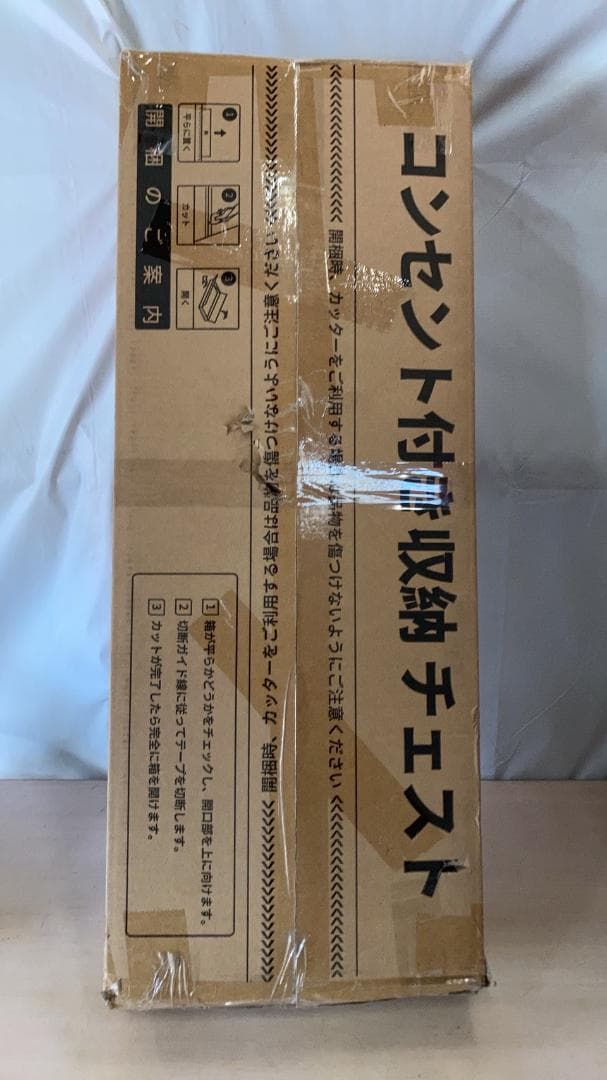 コンセント付き収納 チェスト
<<<<<<<<<< 開梱時、カッターをご利用する場合は品物を傷つけないようにご注意ください <<<<<<<<<<
<<<<<<<<<< 開梱時、カッターをご利用する場合は品物を傷つけないようにご注意ください <<<<<<<<<<
1
平らに置く
2
カット
3
開く
開梱のご案内
1 箱が平らかどうかをチェックし、開口部を上に向けます。
2 切断ガイド線に従ってテープを切断します。
3 カットが完了したら完全に箱を開けます。